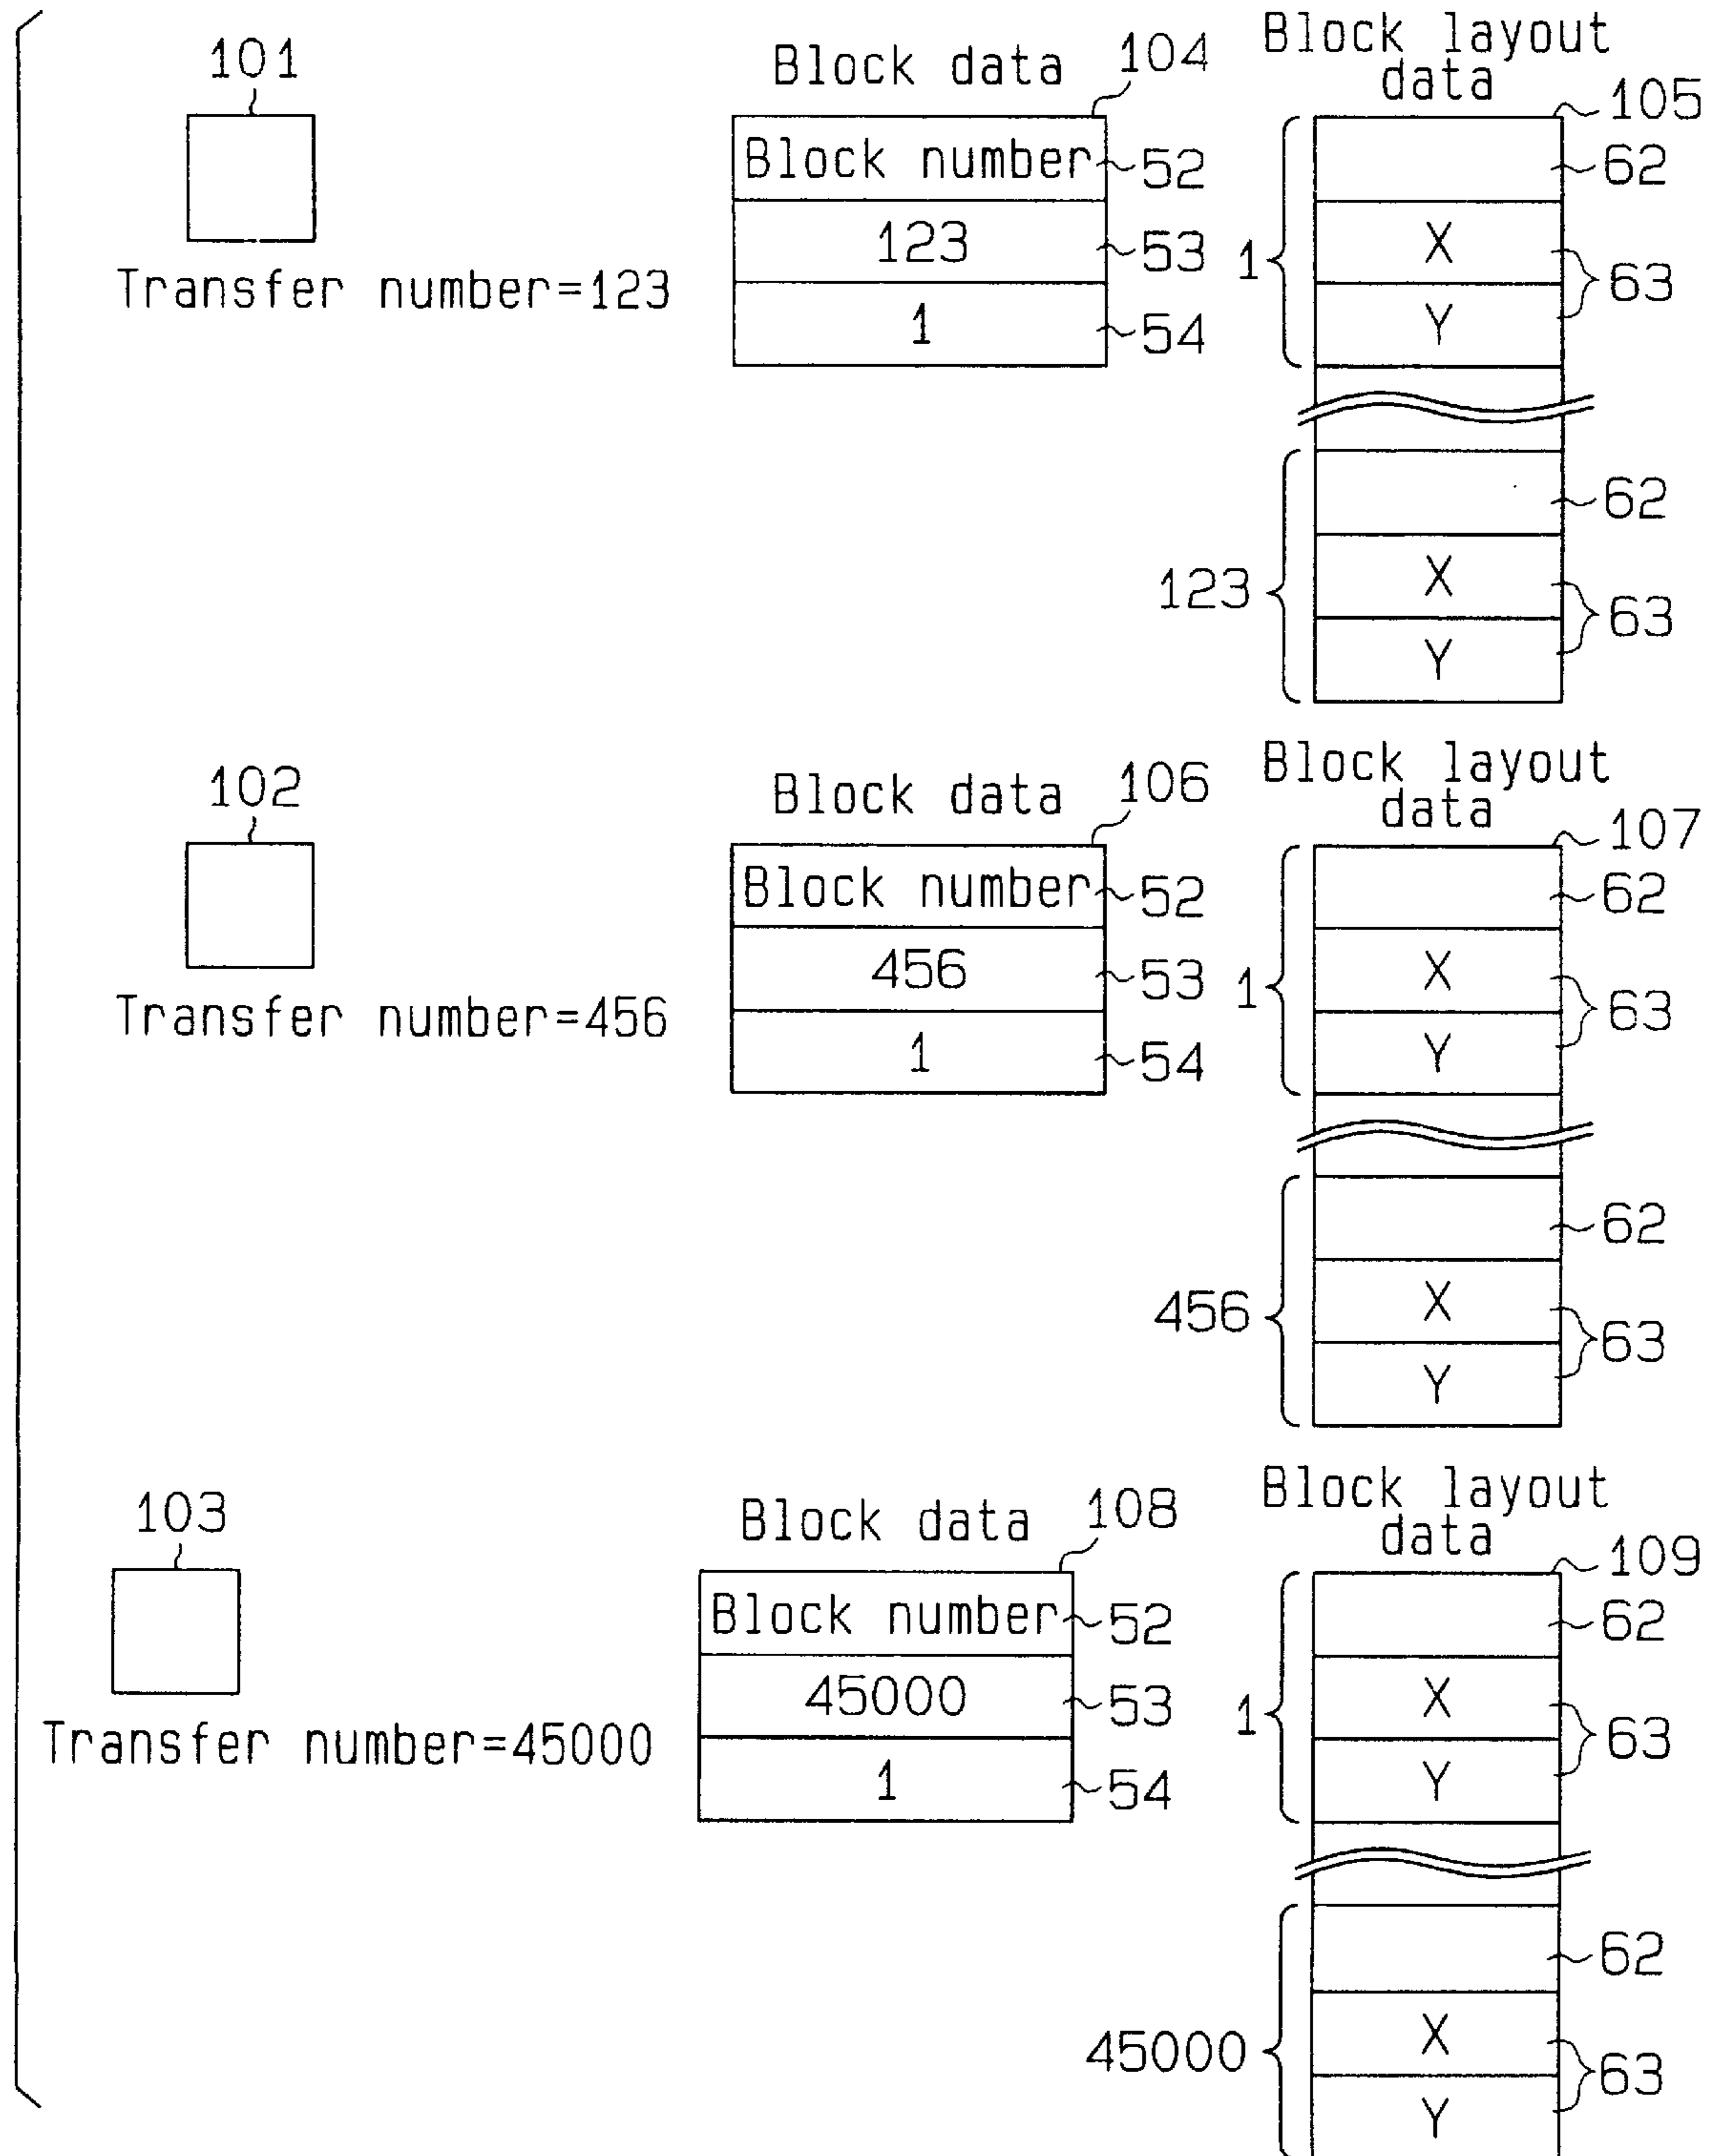 101
Transfer number=123
Block data
104
Block number
52
123
53
1
54
Block layout
data
105
1
62
X
Y
63
123
62
X
Y
63
102
Transfer number=456
Block data
106
Block number
52
456
53
1
54
Block layout
data
107
1
62
X
Y
63
456
62
X
Y
63
103
Transfer number=45000
Block data
108
Block number
52
45000
53
1
54
Block layout
data
109
1
62
X
Y
63
45000
62
X
Y
63